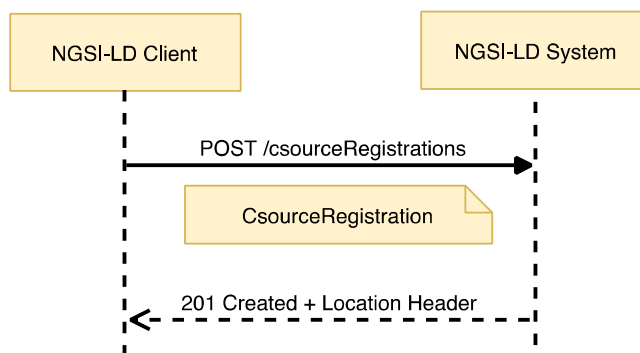 NGSI-LD Client
NGSI-LD System
POST /csourceRegistrations
CsourceRegistration
201 Created + Location Header